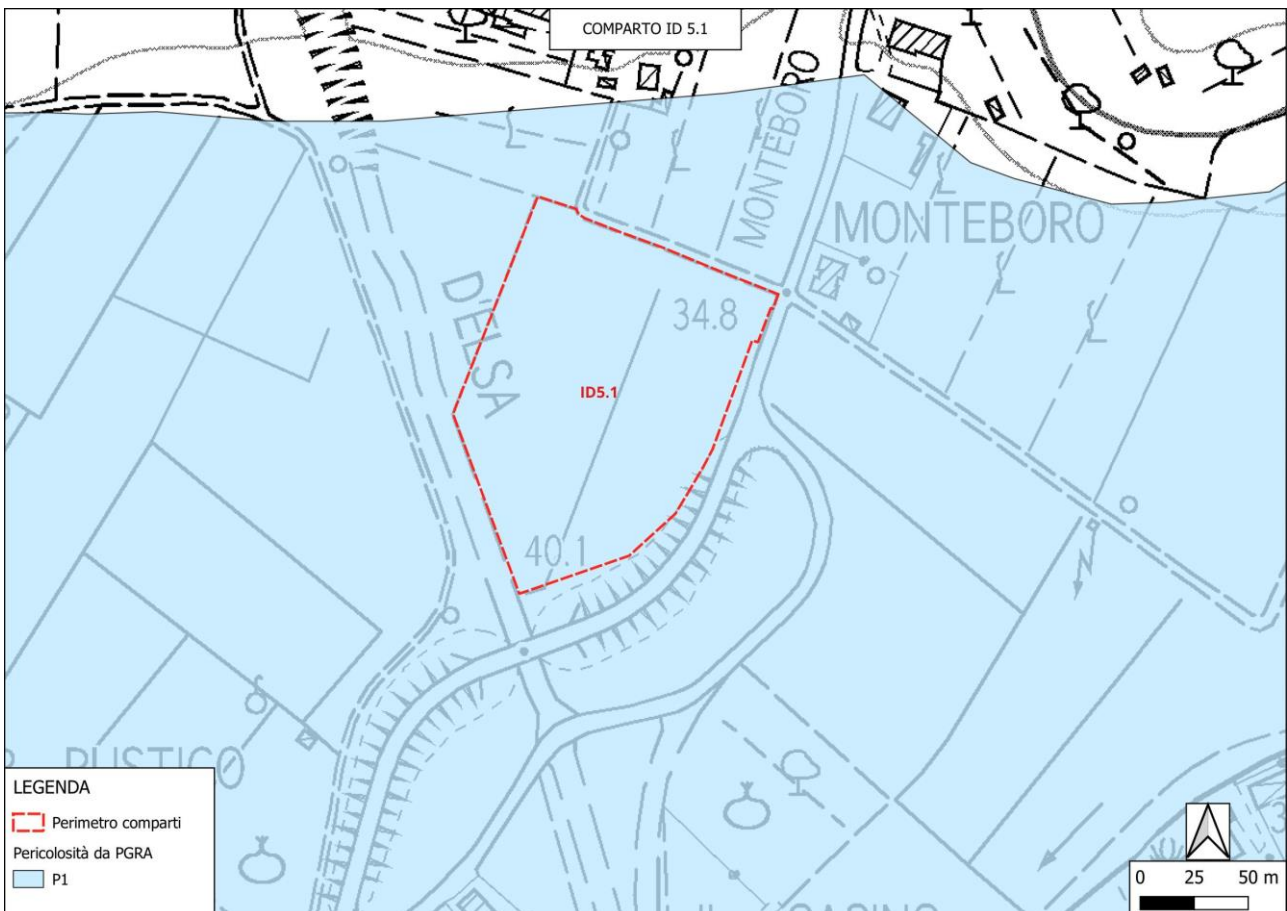 COMPARTO ID 5.1
MONTEBORO
MONTEBORO
D'ELSA
34.8
ID5.1
40.1
RUSTICO
LEGENDA
Perimetro comparti
Pericolosità da PGRA
P1
0 25 50 m